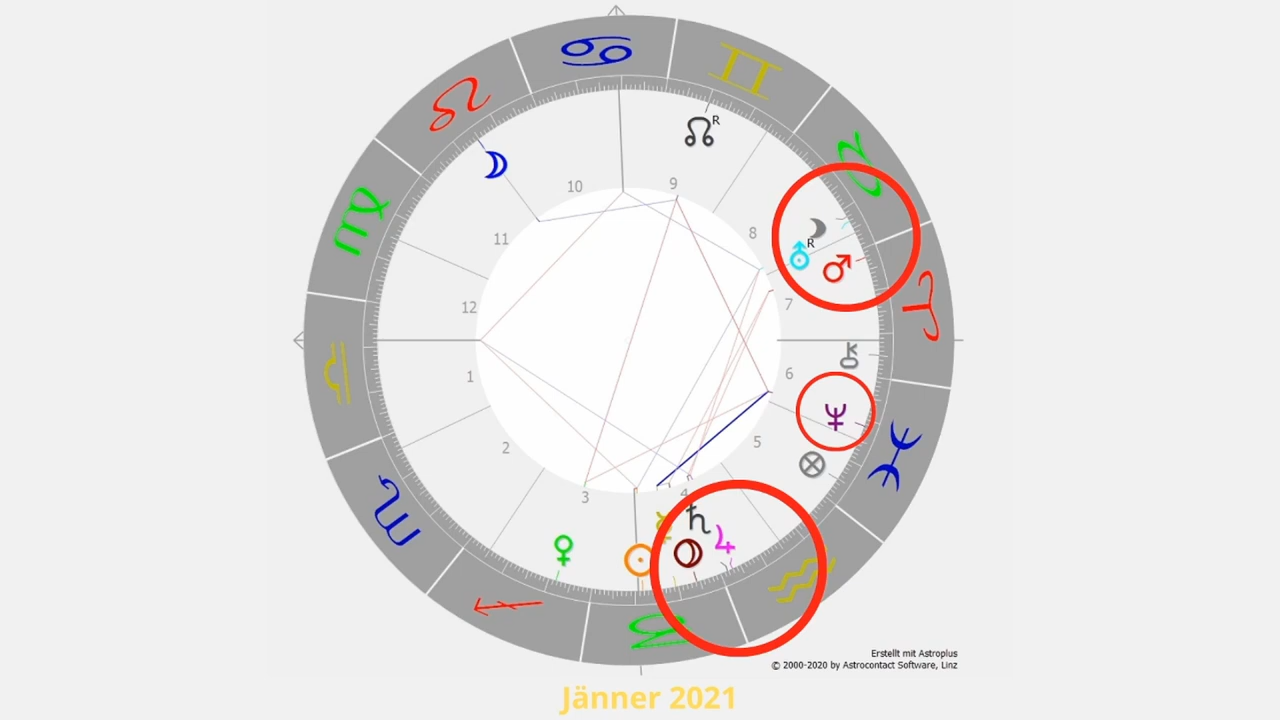 R
10
9
8
R
11
7
12
1
6
5
2
3
4
Erstellt mit Astroplus
© 2000-2020 by Astrocontact Software, Linz
Jänner 2021